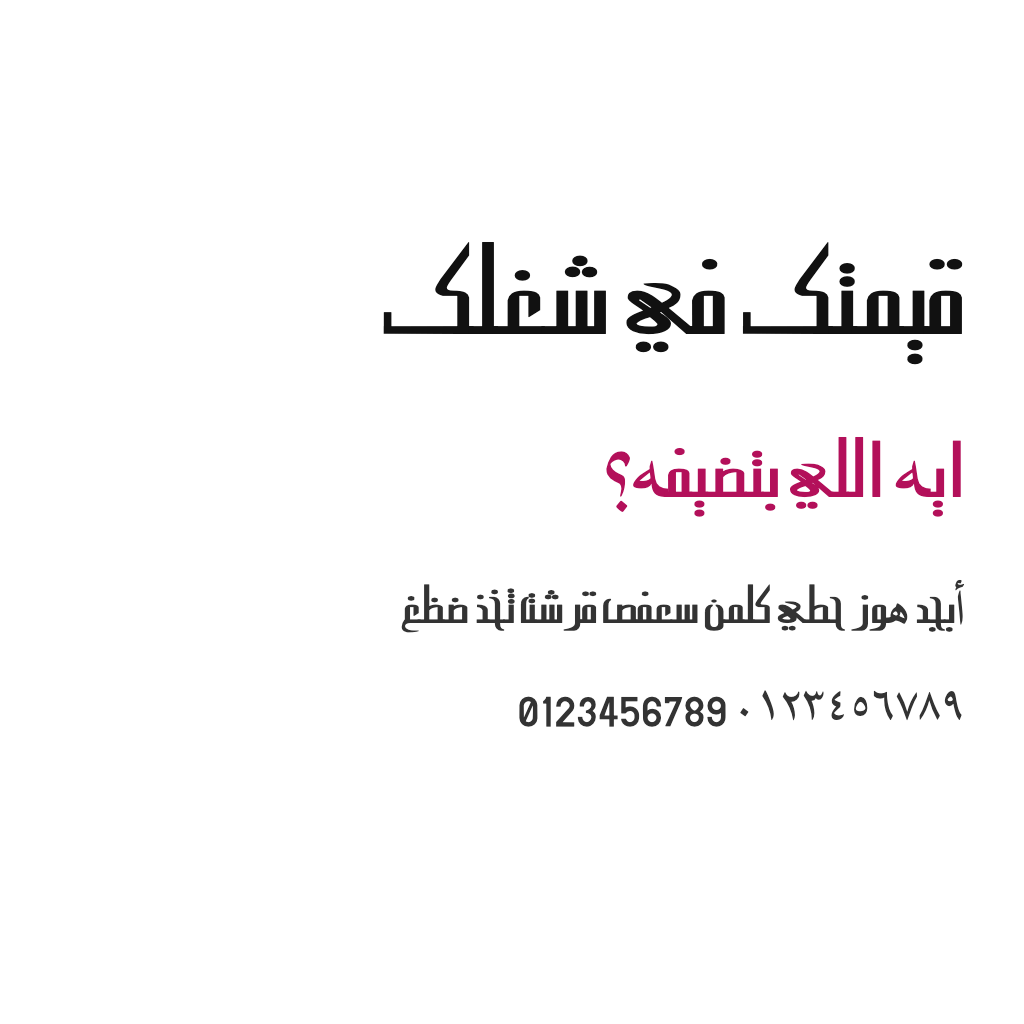 قيمتك في شغلك
ايه اللي بتضيفه؟
أبجد هوز حطي كلمن سعفص قرشت ثخذ ضظغ
٠١٢٣٤٥٦٧٨٩ 0123456789